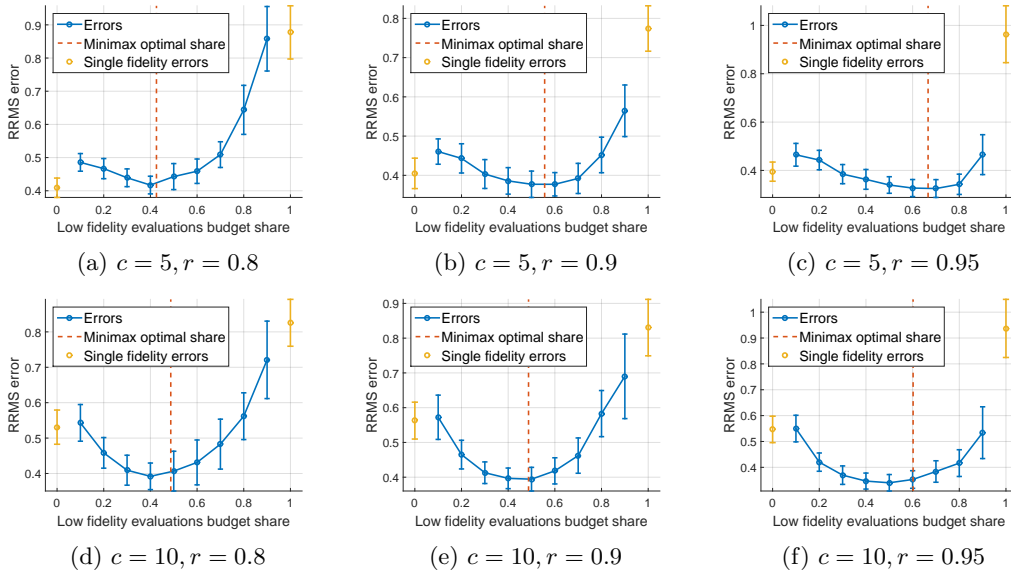 Errors
Minimax optimal share
Single fidelity errors
RRMS error
0.9
0.8
0.7
0.6
0.5
0.4
0 0.2 0.4 0.6 0.8 1
Low fidelity evaluations budget share
(a) c = 5, r = 0.8
Errors
Minimax optimal share
Single fidelity errors
RRMS error
0.8
0.7
0.6
0.5
0.4
0 0.2 0.4 0.6 0.8 1
Low fidelity evaluations budget share
(b) c = 5, r = 0.9
Errors
Minimax optimal share
Single fidelity errors
RRMS error
1
0.8
0.6
0.4
0 0.2 0.4 0.6 0.8 1
Low fidelity evaluations budget share
(c) c = 5, r = 0.95
Errors
Minimax optimal share
Single fidelity errors
RRMS error
0.8
0.7
0.6
0.5
0.4
0 0.2 0.4 0.6 0.8 1
Low fidelity evaluations budget share
(d) c = 10, r = 0.8
Errors
Minimax optimal share
Single fidelity errors
RRMS error
0.9
0.8
0.7
0.6
0.5
0.4
0 0.2 0.4 0.6 0.8 1
Low fidelity evaluations budget share
(e) c = 10, r = 0.9
Errors
Minimax optimal share
Single fidelity errors
RRMS error
1
0.9
0.8
0.7
0.6
0.5
0.4
0 0.2 0.4 0.6 0.8 1
Low fidelity evaluations budget share
(f) c = 10, r = 0.95